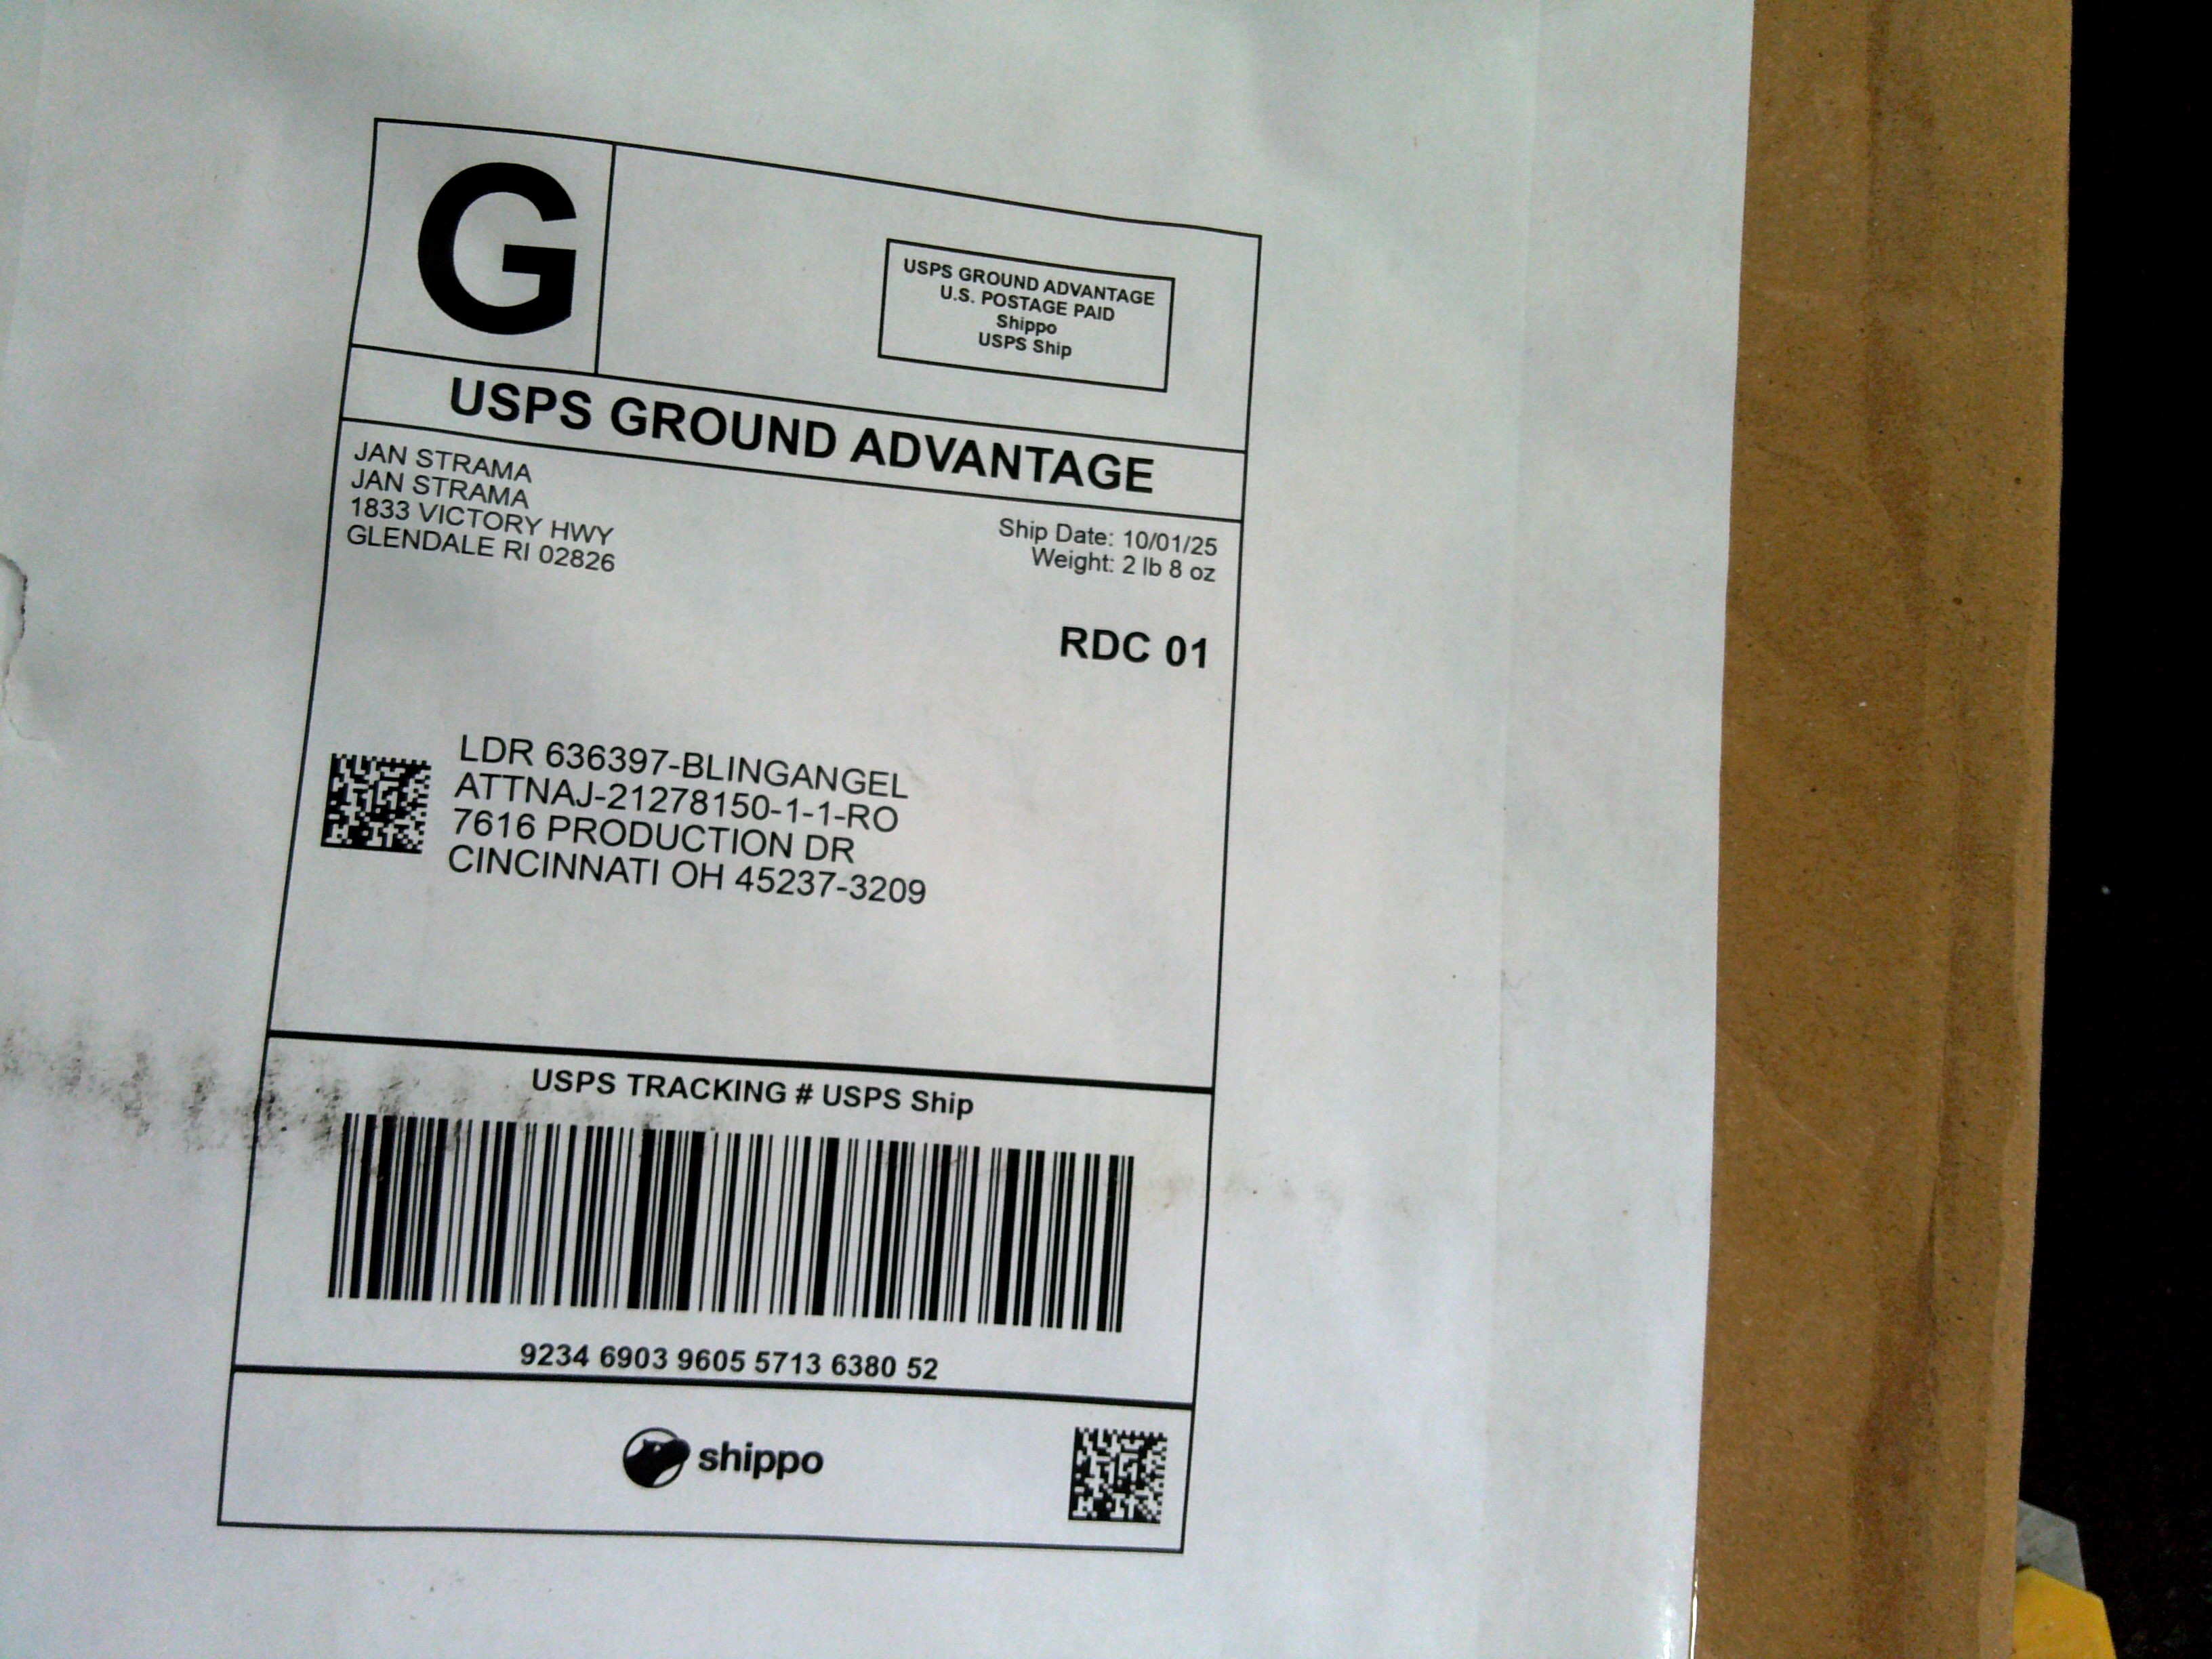 G
USPS GROUND ADVANTAGE
U.S. POSTAGE PAID
Shippo
USPS Ship
USPS GROUND ADVANTAGE
JAN STRAMA
JAN STRAMA
1833 VICTORY HWY
GLENDALE RI 02826
Ship Date: 10/01/25
Weight: 2 lb 8 oz
RDC 01
LDR 636397-BLINGANGEL
ATTNAJ-21278150-1-1-RO
7616 PRODUCTION DR
CINCINNATI OH 45237-3209
USPS TRACKING # USPS Ship
9234 6903 9605 5713 6380 52
shippo